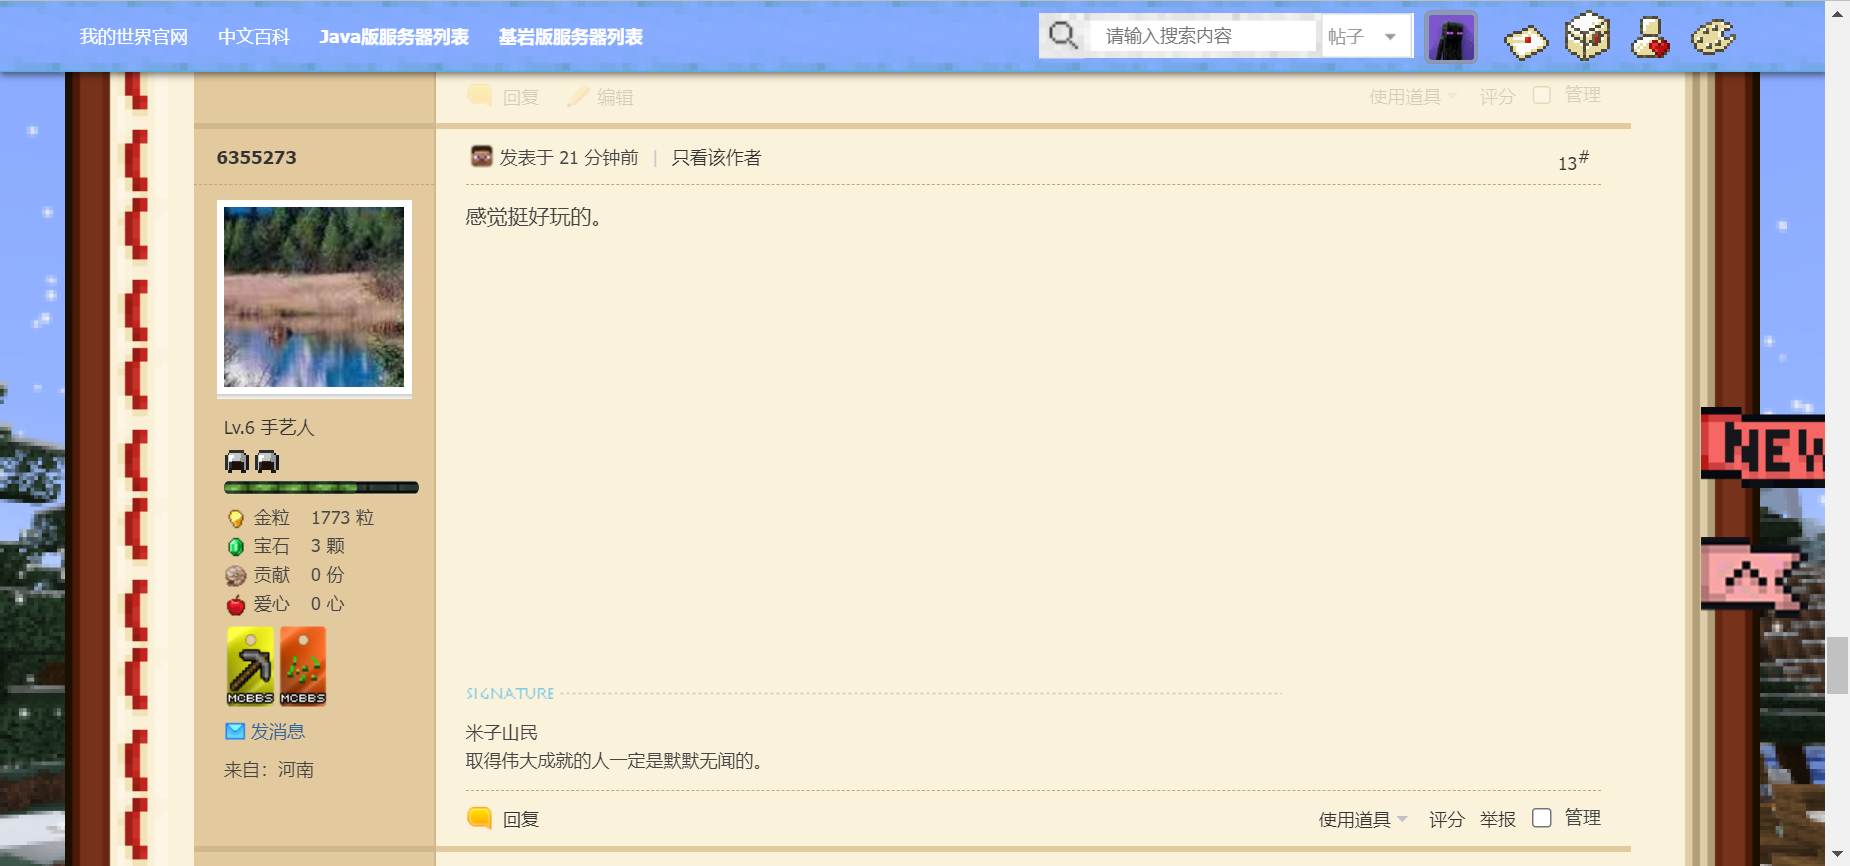 我的世界官网 中文百科 Java版服务器列表 基岩版服务器列表 请输入搜索内容 帖子
回复 编辑 使用道具 评分 管理
6355273 发表于 21 分钟前 | 只看该作者 13#
感觉挺好玩的。
Lv.6 手艺人
金粒 1773 粒
宝石 3 颗
贡献 0 份
爱心 0 心
MCBBS MCBBS
发消息
来自：河南
NEW
SIGNATURE
米子山民
取得伟大成就的人一定是默默无闻的。
回复 使用道具 评分 举报 管理